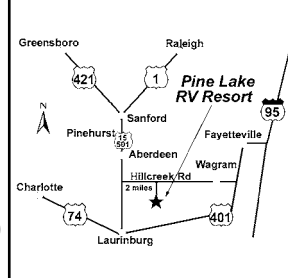 Greensboro
Raleigh
421
1
Pine Lake
RV Resort
95
N
Sanford
Pinehurst
15
501
Fayetteville
Aberdeen
Wagram
Hillcreek Rd
2 miles
Charlotte
74
401
Laurinburg